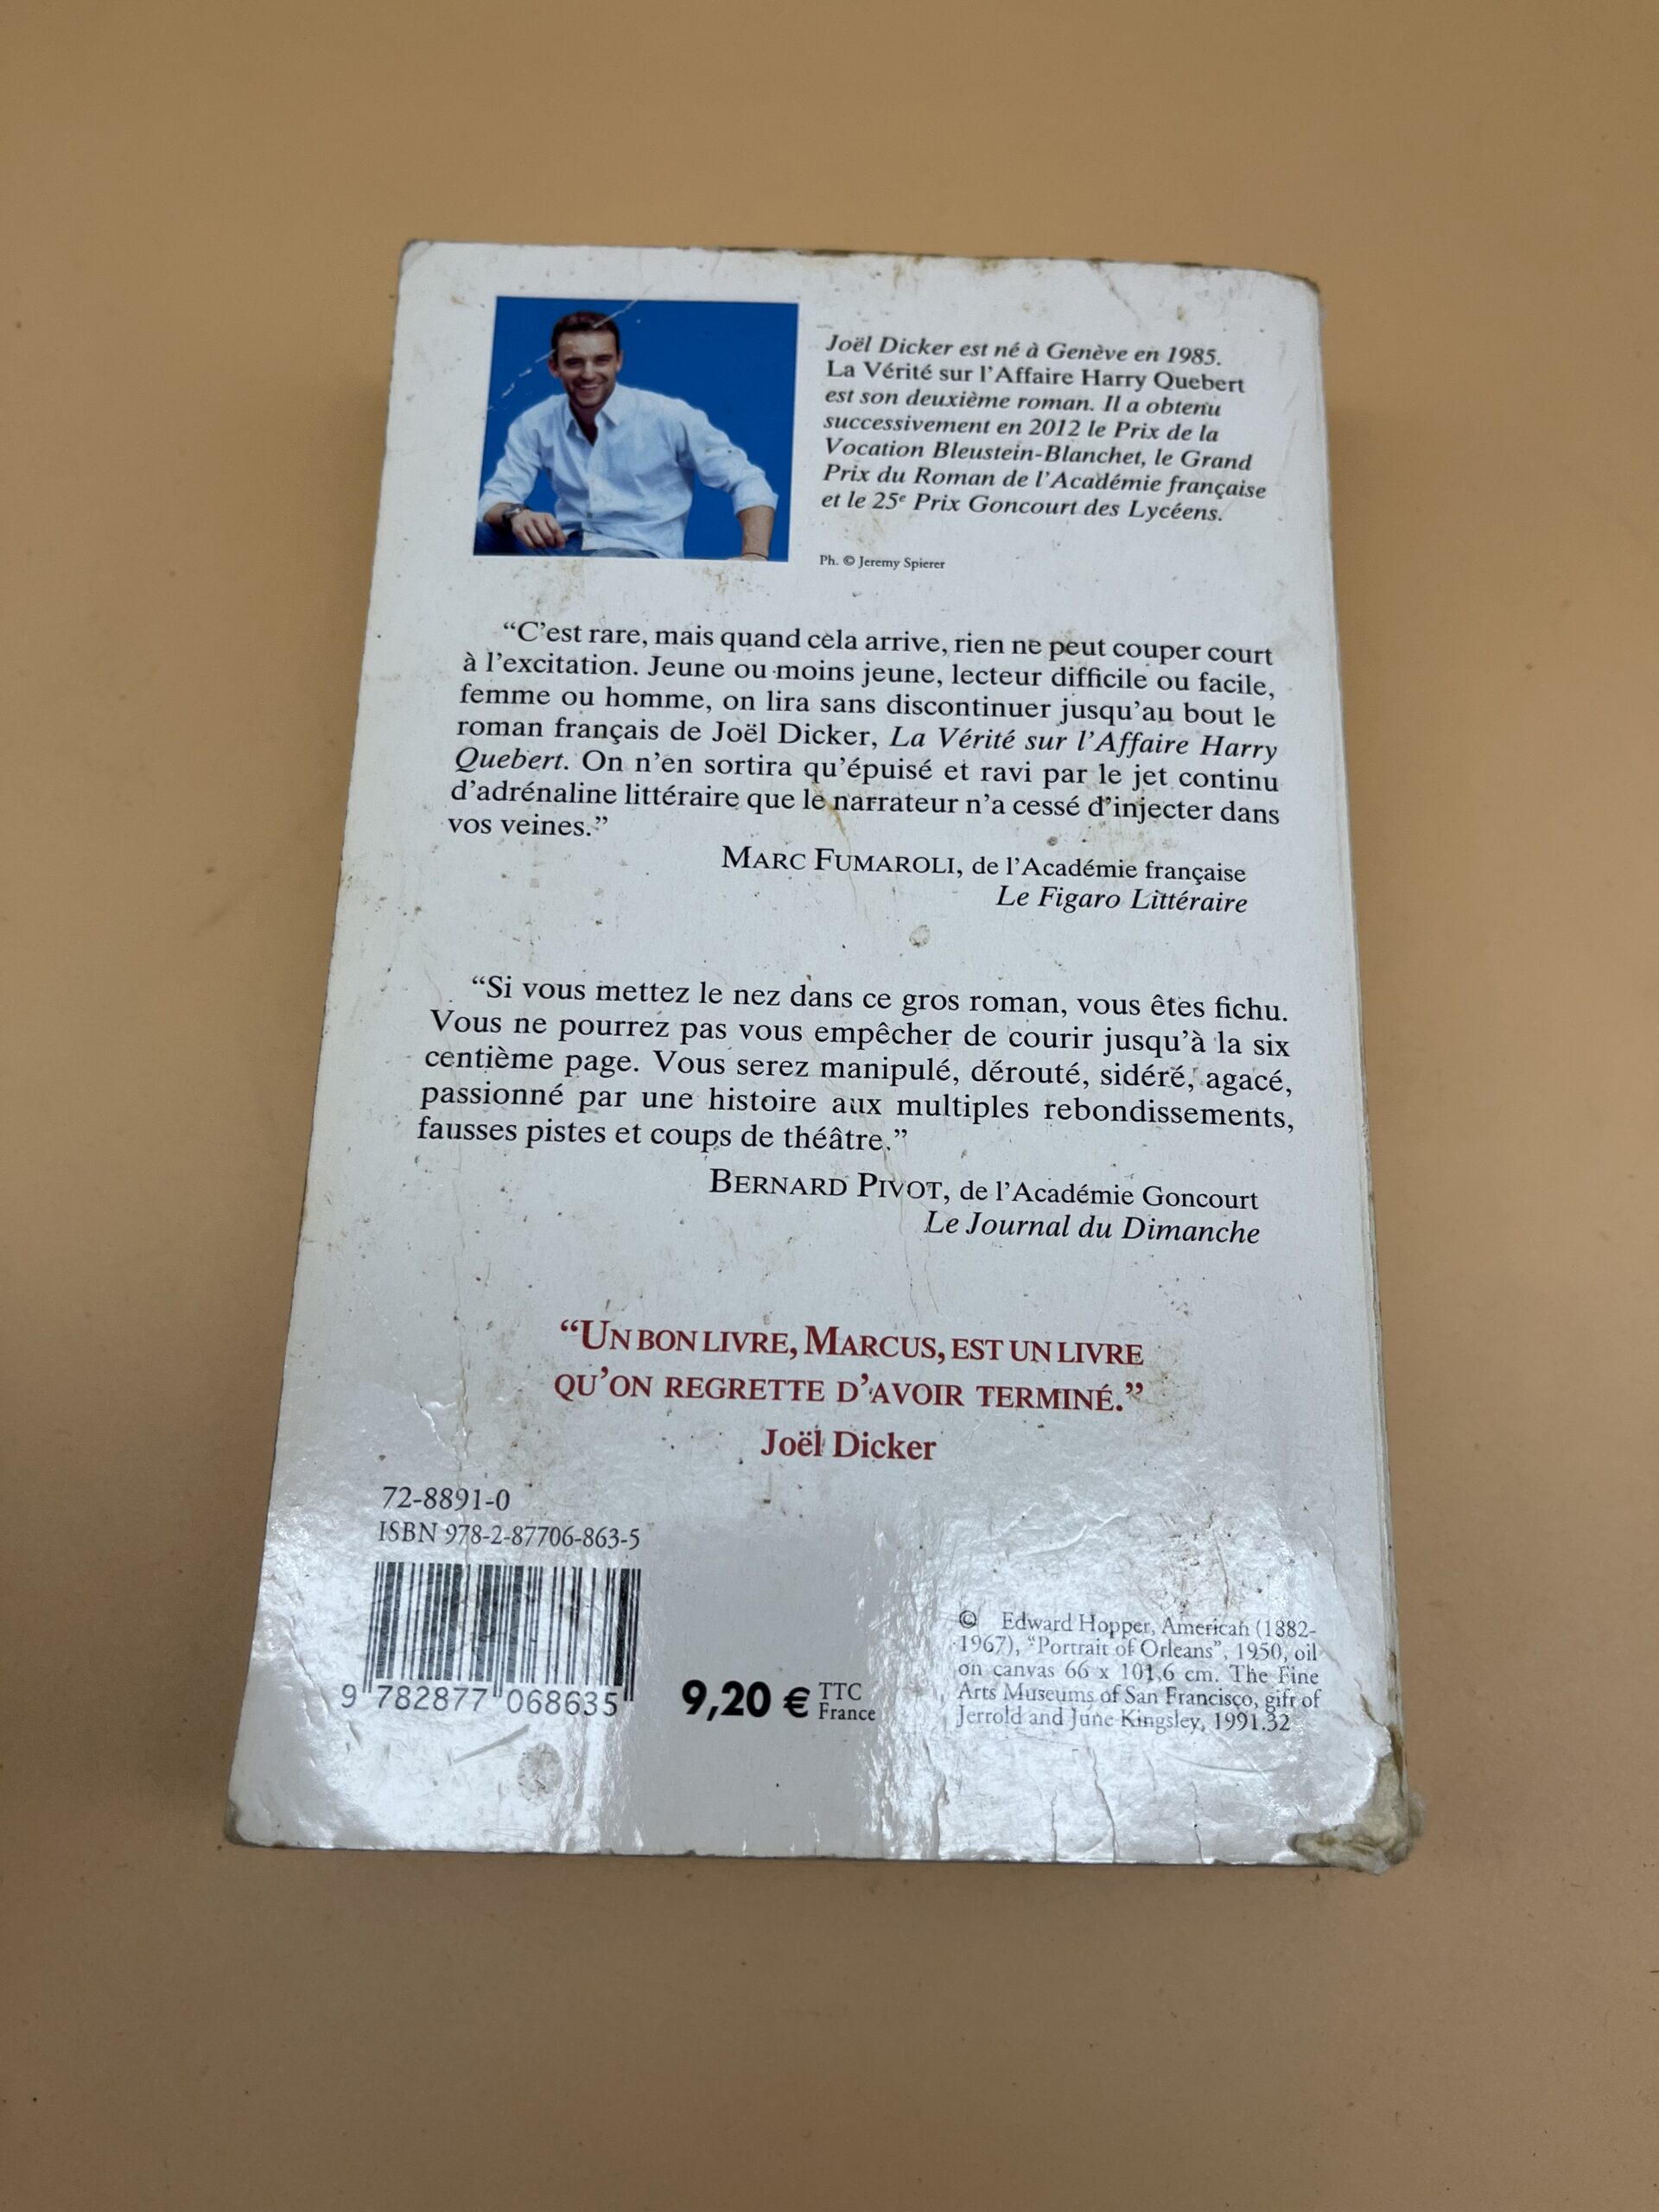 Joël Dicker est né à Genève en 1985.
La Vérité sur l'Affaire Harry Quebert
est son deuxième roman. Il a obtenu
successivement en 2012 le Prix de la
Vocation Bleustein-Blanchet, le Grand
Prix du Roman de l'Académie française
et le 25e Prix Goncourt des Lycéens.
Ph. © Jeremy Spierer
“C'est rare, mais quand cela arrive, rien ne peut couper court
à l'excitation. Jeune ou moins jeune, lecteur difficile ou facile,
femme ou homme, on lira sans discontinuer jusqu'au bout le
roman français de Joël Dicker, La Vérité sur l'Affaire Harry
Quebert. On n'en sortira qu'épuisé et ravi par le jet continu
d'adrénaline littéraire que le narrateur n'a cessé d'injecter dans
vos veines.”
MARC FUMAROLI, de l'Académie française
Le Figaro Littéraire
“Si vous mettez le nez dans ce gros roman, vous êtes fichu.
Vous ne pourrez pas vous empêcher de courir jusqu'à la six
centième page. Vous serez manipulé, dérouté, sidéré, agacé,
passionné par une histoire aux multiples rebondissements,
fausses pistes et coups de théâtre.”
BERNARD PIVOT, de l'Académie Goncourt
Le Journal du Dimanche
“UN BON LIVRE, MARCUS, EST UN LIVRE
QU'ON REGRETTE D'AVOIR TERMINÉ.”
Joël Dicker
72-8891-0
ISBN 978-2-87706-863-5
9 782877 068635
9,20 € TTC
France
© Edward Hopper, American (1882-
1967), “Portrait of Orleans”, 1950, oil
on canvas 66 x 101,6 cm. The Fine
Arts Museums of San Francisco, gift of
Jerrold and June Kingsley, 1991.32